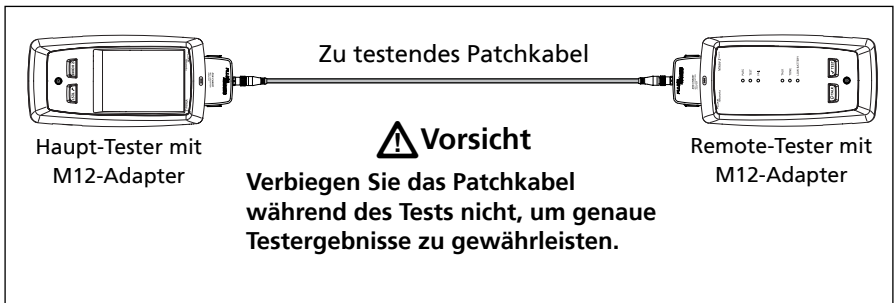 Zu testendes Patchkabel
Haupt-Tester mit
M12-Adapter
Vorsicht
Remote-Tester mit
M12-Adapter
Verbiegen Sie das Patchkabel
während des Tests nicht, um genaue
Testergebnisse zu gewährleisten.